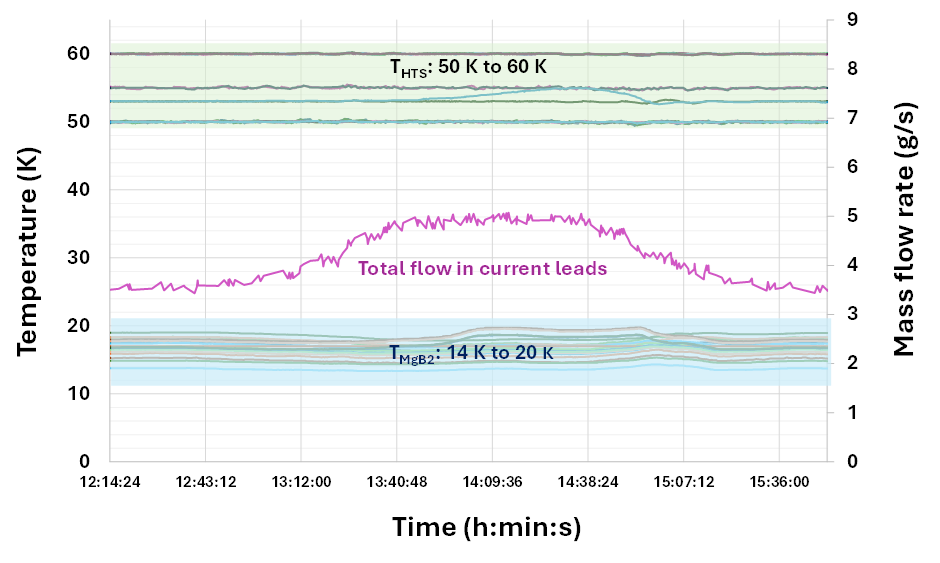 60
50
40
30
20
10
0
Temperature (K)
9
8
7
6
5
4
3
2
1
0
Mass flow rate (g/s)
THTS: 50 K to 60 K
Total flow in current leads
TMgB2: 14 K to 20 K
12:14:24 12:43:12 13:12:00 13:40:48 14:09:36 14:38:24 15:07:12 15:36:00
Time (h:min:s)